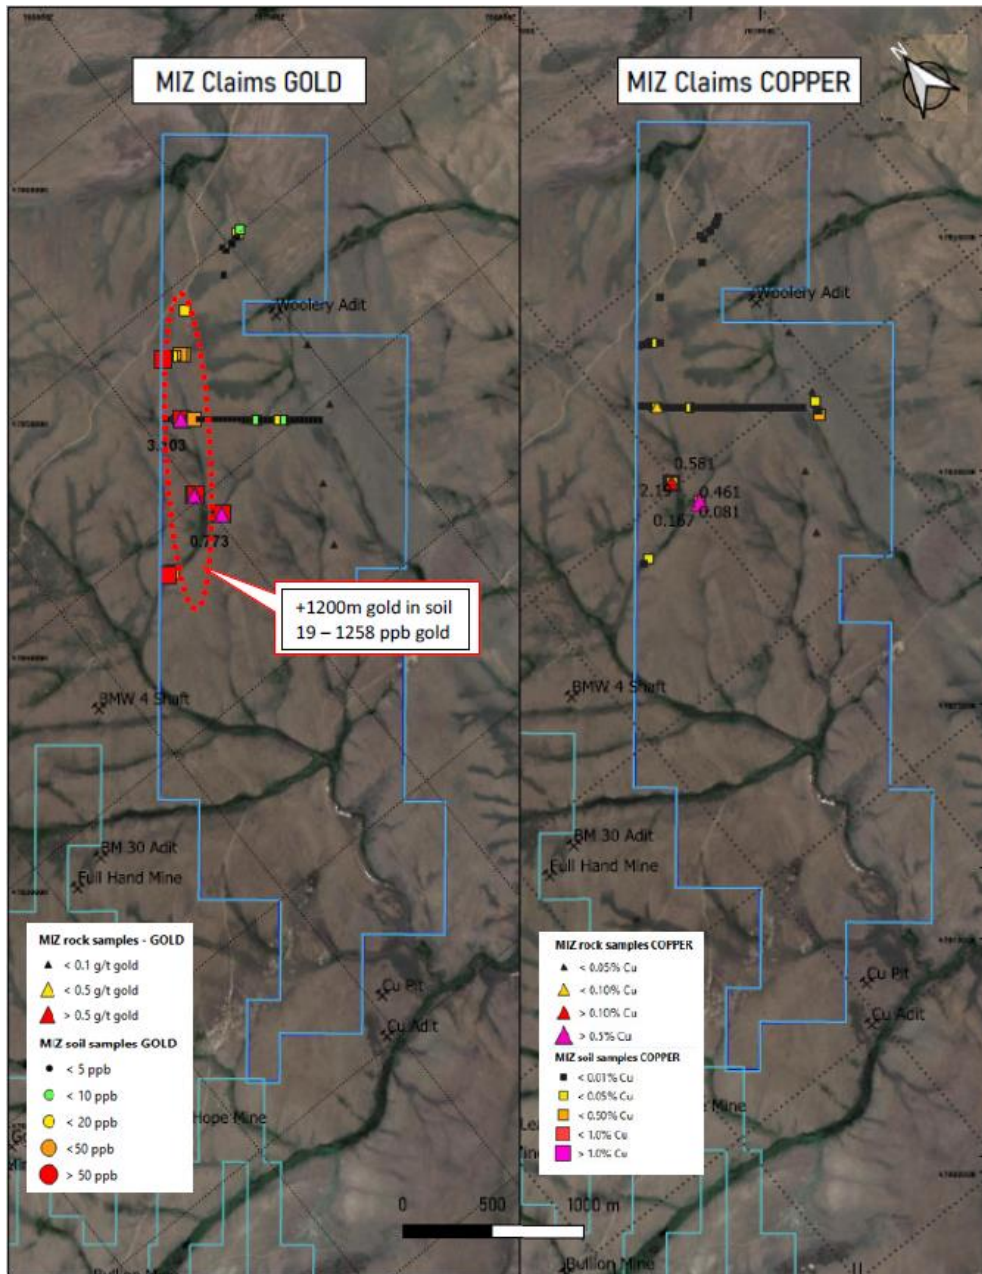 MIZ Claims GOLD
Woolery Adit
0.773
+1200m gold in soil
19 – 1258 ppb gold
BMW 4 Shaft
BM 30 Adit
Full Hand Mine
Cu Pit
Cu Adit
Hope Mine
MIZ rock samples - GOLD
< 0.1 g/t gold
< 0.5 g/t gold
> 0.5 g/t gold
MIZ soil samples GOLD
< 5 ppb
< 10 ppb
< 20 ppb
<50 ppb
> 50 ppb
MIZ Claims COPPER
N
Woolery Adit
0.581
0.461
0.081
0.167
BMW 4 Shaft
BM 30 Adit
Full Hand Mine
Cu Pit
Cu Adit
Mine
MIZ rock samples COPPER
< 0.05% Cu
< 0.10% Cu
> 0.10% Cu
> 0.5% Cu
MIZ soil samples COPPER
< 0.01% Cu
< 0.05% Cu
< 0.50% Cu
< 1.0% Cu
> 1.0% Cu
0 500 1000 m
Bullion Mine